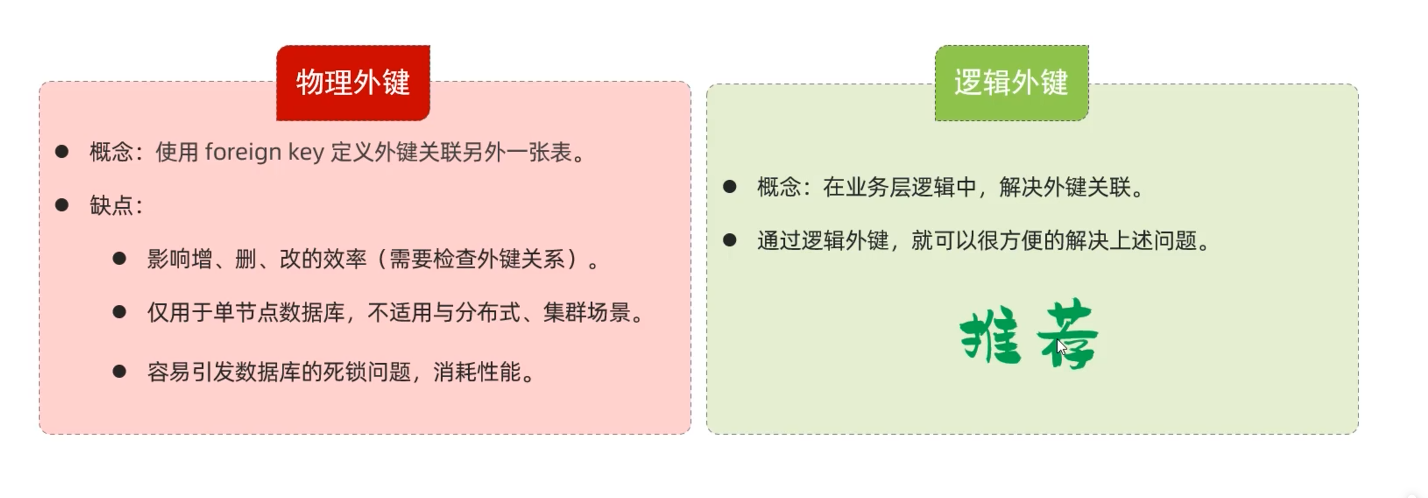 物理外键
概念：使用 foreign key 定义外键关联另外一张表。
缺点：
影响增、删、改的效率（需要检查外键关系）。
仅用于单节点数据库，不适用与分布式、集群场景。
容易引发数据库的死锁问题，消耗性能。
逻辑外键
概念：在业务层逻辑中，解决外键关联。
通过逻辑外键，就可以很方便的解决上述问题。
推荐